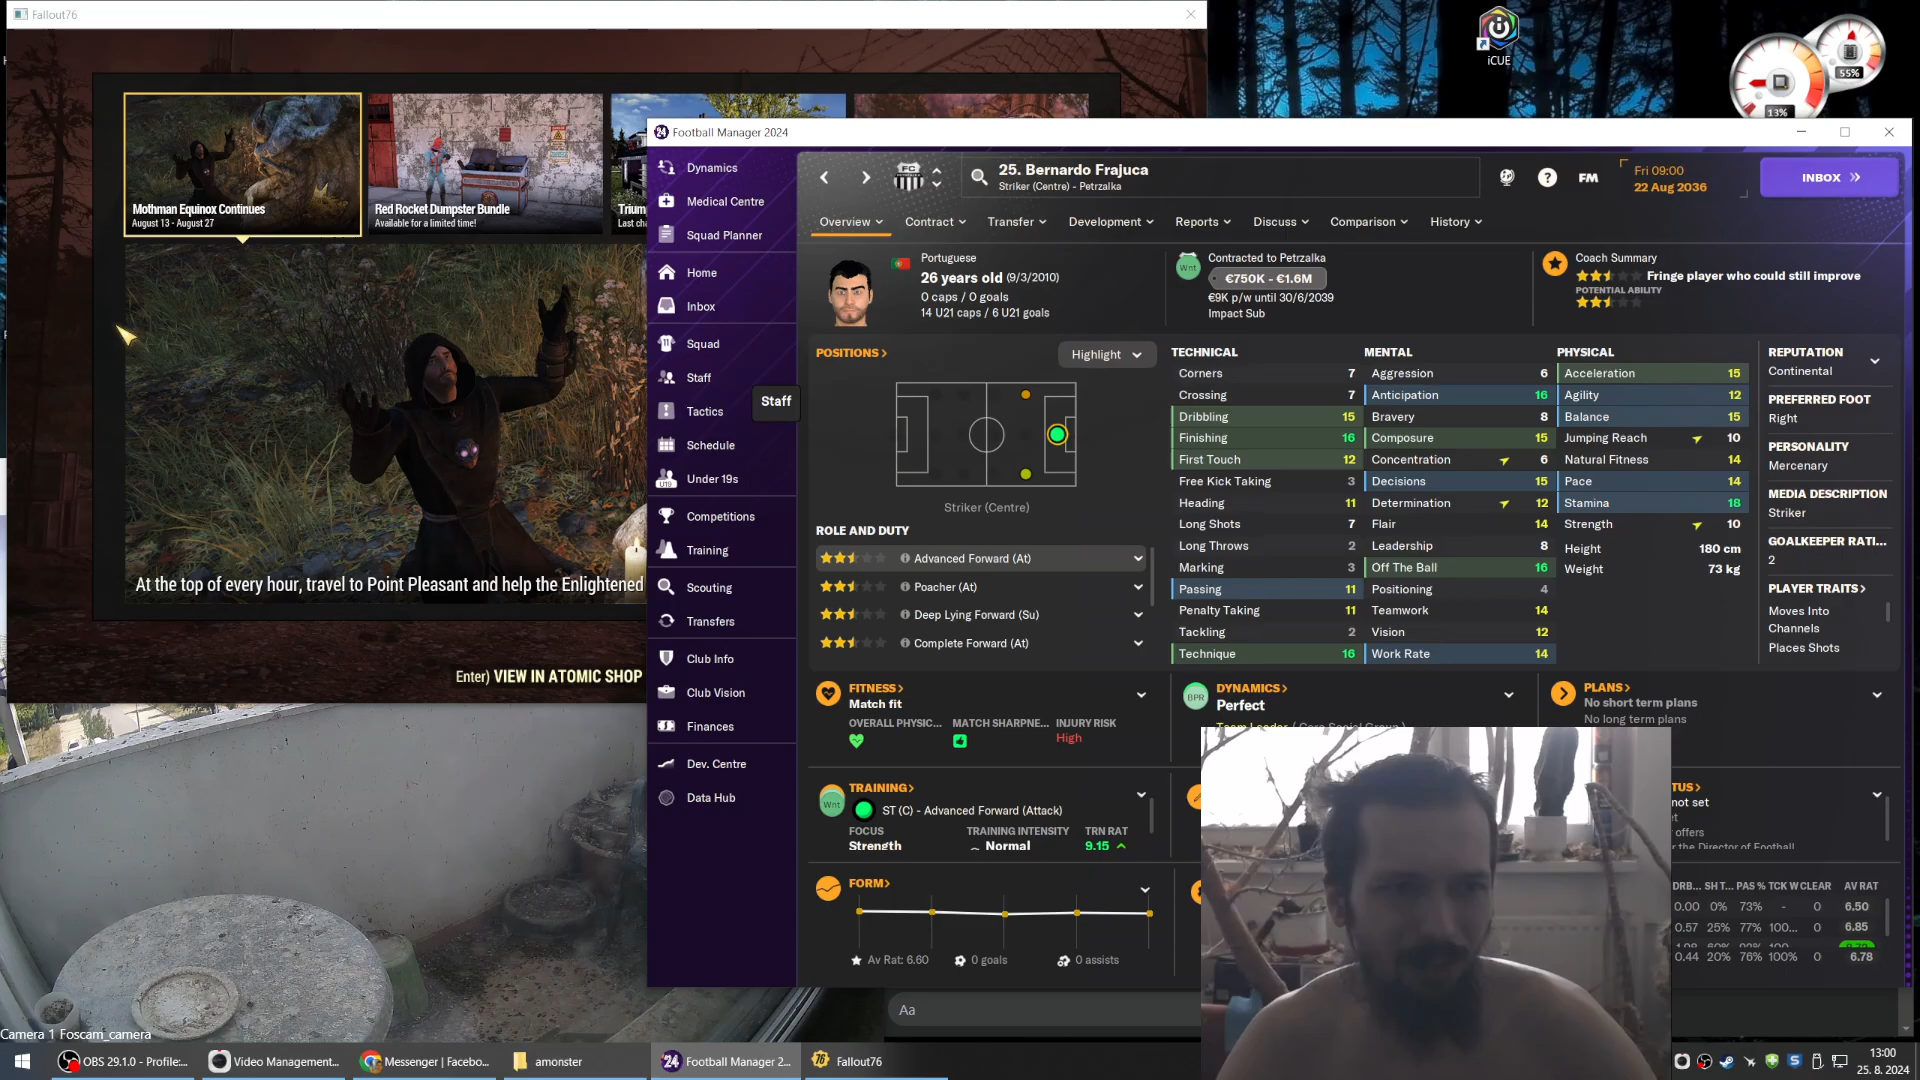 Fallout76
Mothman Equinox Continues
August 13 - August 27
Red Rocket Dumpster Bundle
Available for a limited time!
Trium
Last cha
At the top of every hour, travel to Point Pleasant and help the Enlightened
Enter) VIEW IN ATOMIC SHOP
iCUE
55%
13%
Football Manager 2024
Dynamics
Medical Centre
Squad Planner
Home
Inbox
Squad
Staff
Tactics
Staff
Schedule
Under 19s
Competitions
Training
Scouting
Transfers
Club Info
Club Vision
Finances
Dev. Centre
Data Hub
25. Bernardo Frajuca
Striker (Centre) - Petrzalka
FM
Fri 09:00
22 Aug 2036
INBOX
Overview Contract Transfer Development Reports Discuss Comparison History
Portuguese
26 years old (9/3/2010)
0 caps / 0 goals
14 U21 caps / 6 U21 goals
Wnt
Contracted to Petrzalka
€750K - €1.6M
€9K p/w until 30/6/2039
Impact Sub
Coach Summary
Fringe player who could still improve
POTENTIAL ABILITY
POSITIONS
Highlight
Striker (Centre)
ROLE AND DUTY
Advanced Forward (At)
Poacher (At)
Deep Lying Forward (Su)
Complete Forward (At)
TECHNICAL
Corners 7
Crossing 7
Dribbling 15
Finishing 16
First Touch 12
Free Kick Taking 3
Heading 11
Long Shots 7
Long Throws 2
Marking 3
Passing 11
Penalty Taking 11
Tackling 2
Technique 16
MENTAL
Aggression 6
Anticipation 16
Bravery 8
Composure 15
Concentration 6
Decisions 15
Determination 12
Flair 14
Leadership 8
Off The Ball 16
Positioning 4
Teamwork 14
Vision 12
Work Rate 14
PHYSICAL
Acceleration 15
Agility 12
Balance 15
Jumping Reach 10
Natural Fitness 14
Pace 14
Stamina 18
Strength 10
Height 180 cm
Weight 73 kg
REPUTATION
Continental
PREFERRED FOOT
Right
PERSONALITY
Mercenary
MEDIA DESCRIPTION
Striker
GOALKEEPER RATI...
2
PLAYER TRAITS
Moves Into
Channels
Places Shots
FITNESS
Match fit
OVERALL PHYSIC... MATCH SHARPNE... INJURY RISK
High
BPR
DYNAMICS
Perfect
PLANS
No short term plans
No long term plans
Wnt
TRAINING
ST (C) - Advanced Forward (Attack)
FOCUS TRAINING INTENSITY TRN RAT
Strength Normal 9.15
TUS
not set
offers
the Director of Football
FORM
Av Rat: 6.60 0 goals 0 assists
DRB... SH T... PAS % TCK W CLEAR AV RAT
0.00 0% 73% - 0 6.50
0.57 25% 77% 100... 0 6.85
0.44 20% 76% 100% 0 6.78
Aa
Camera 1 Foscam_camera
OBS 29.1.0 - Profile:...
Video Management...
Messenger | Facebo...
amonster
Football Manager 2...
Fallout76
13:00
25. 8. 2024